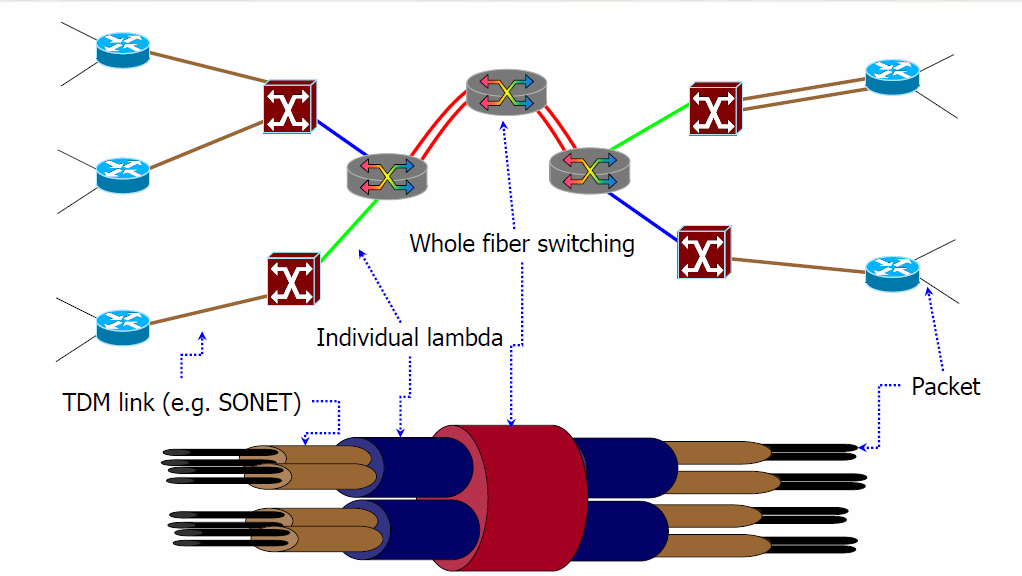 Whole fiber switching
Individual lambda
TDM link (e.g. SONET)
Packet